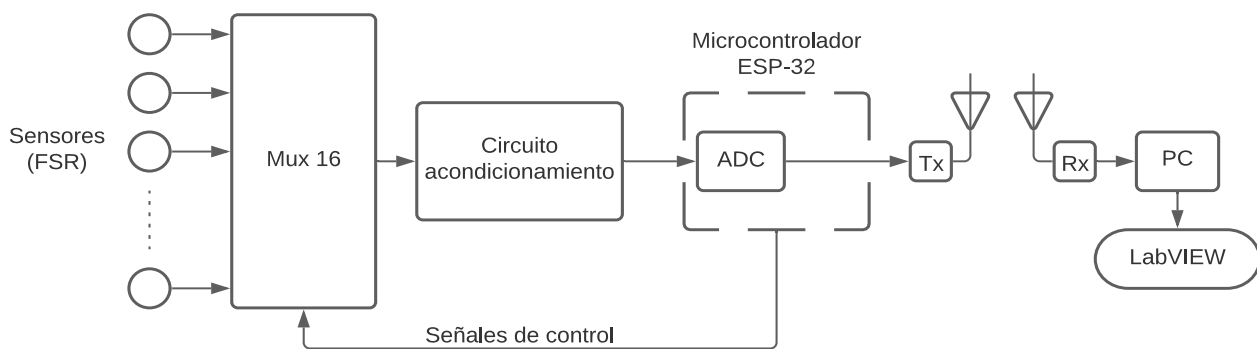 Sensores
(FSR)
Mux 16
Circuito
acondicionamiento
Microcontrolador
ESP-32
ADC
Tx
Rx
PC
LabVIEW
Señales de control